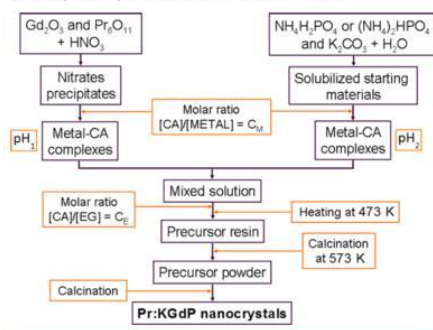 Gd₂O₃ and Pr₆O₁₁
+ HNO₃
NH₄H₂PO₄ or (NH₄)₂HPO₄
and K₂CO₃ + H₂O
Nitrates
precipitates
Solubilized starting
materials
Molar ratio
[CA]/[METAL] = C_M
pH₁
Metal-CA
complexes
Metal-CA
complexes
pH₂
Mixed solution
Molar ratio
[CA]/[EG] = C_E
Heating at 473 K
Precursor resin
Calcination
at 573 K
Precursor powder
Calcination
Pr:KGdP nanocrystals